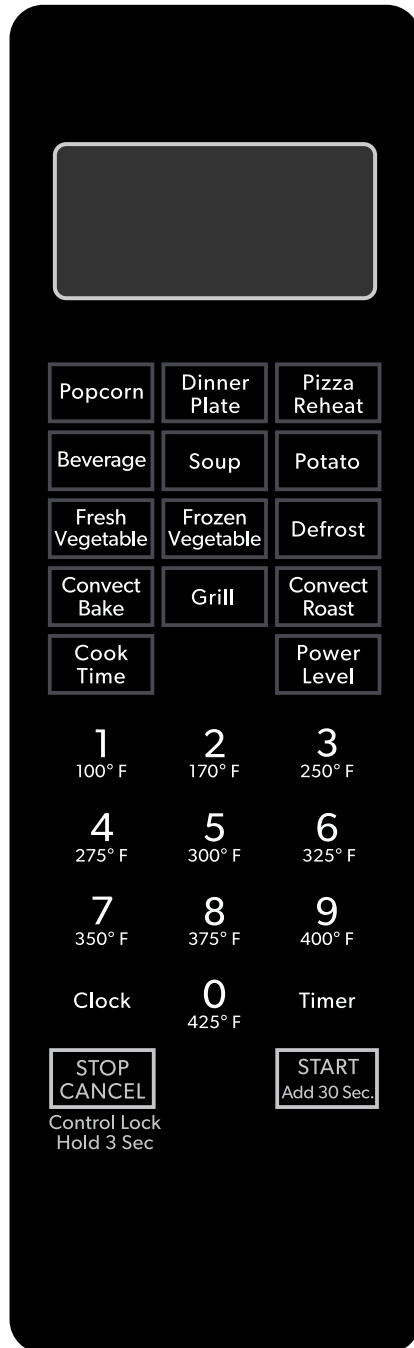 Popcorn
Dinner
Plate
Pizza
Reheat
Beverage
Soup
Potato
Fresh
Vegetable
Frozen
Vegetable
Defrost
Convect
Bake
Grill
Convect
Roast
Cook
Time
Power
Level
1
100° F
2
170° F
3
250° F
4
275° F
5
300° F
6
325° F
7
350° F
8
375° F
9
400° F
Clock
0
425° F
Timer
STOP
CANCEL
START
Add 30 Sec.
Control Lock
Hold 3 Sec